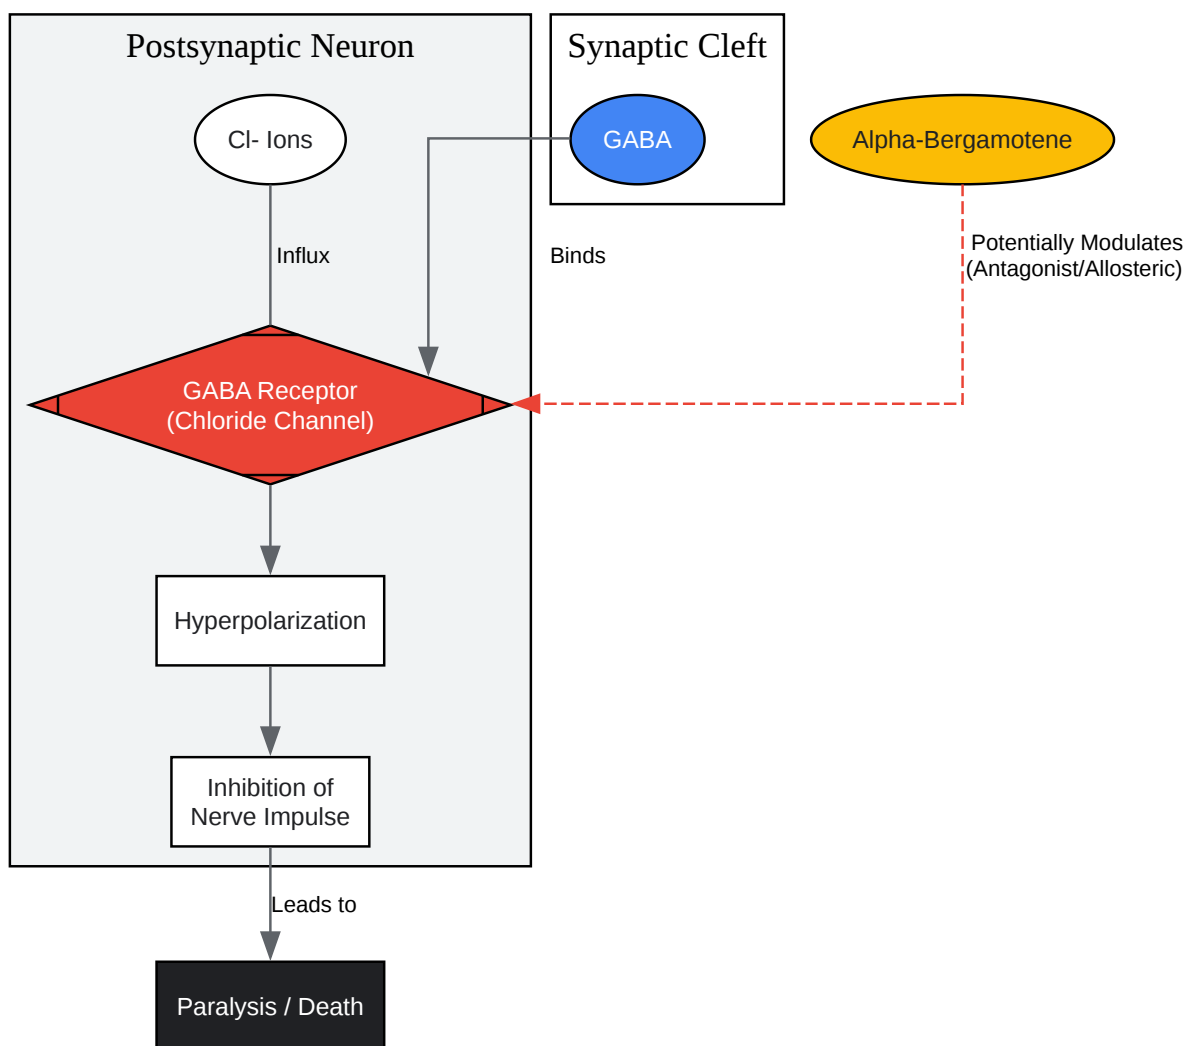 Postsynaptic Neuron
Synaptic Cleft
Cl- Ions
GABA
Alpha-Bergamotene
Influx
Binds
Potentially Modulates
(Antagonist/Allosteric)
GABA Receptor
(Chloride Channel)
Hyperpolarization
Inhibition of
Nerve Impulse
Leads to
Paralysis / Death